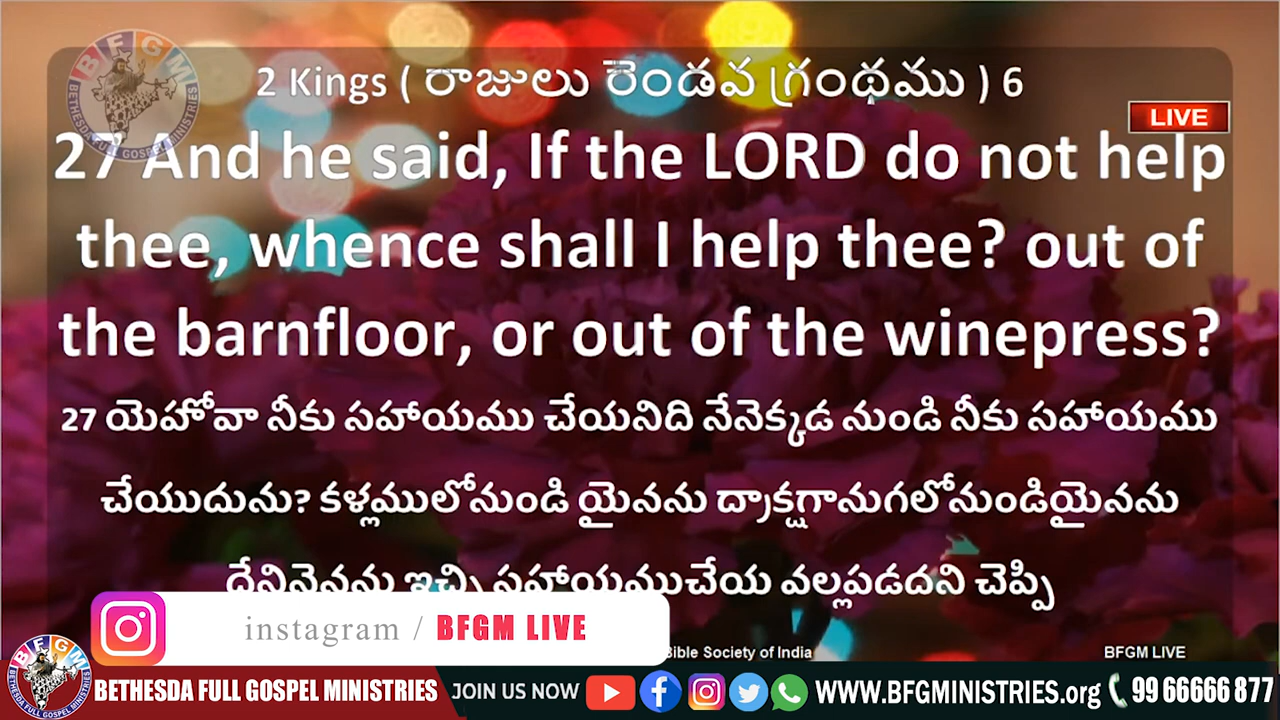 2 Kings ( రాజులు రెండవ గ్రంథము ) 6
LIVE
27 And he said, If the LORD do not help
thee, whence shall I help thee? out of
the barnfloor, or out of the winepress?
27 యెహోవా నీకు సహాయము చేయనిది నేనెక్కడ నుండి నీకు సహాయము
చేయుదును? కళ్లములోనుండి యైనను ద్రాక్షగానుగలోనుండియైనను
దేనినైనను ఇచ్చి సహాయముచేయ వల్లపడదని చెప్పి
instagram / BFGM LIVE
Bible Society of India
BFGM LIVE
BFGM
BETHESDA FULL GOSPEL MINISTRIES
BETHESDA FULL GOSPEL MINISTRIES JOIN US NOW WWW.BFGMINISTRIES.org 99 66666 877